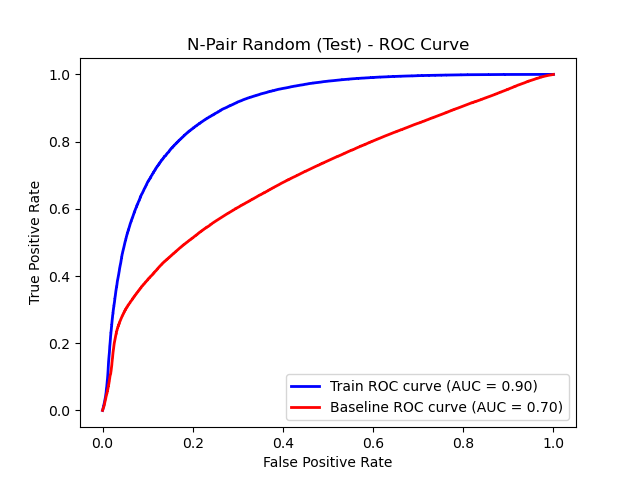 N-Pair Random (Test) - ROC Curve
True Positive Rate
1.0
0.8
0.6
0.4
0.2
0.0
Train ROC curve (AUC = 0.90)
Baseline ROC curve (AUC = 0.70)
0.0 0.2 0.4 0.6 0.8 1.0
False Positive Rate